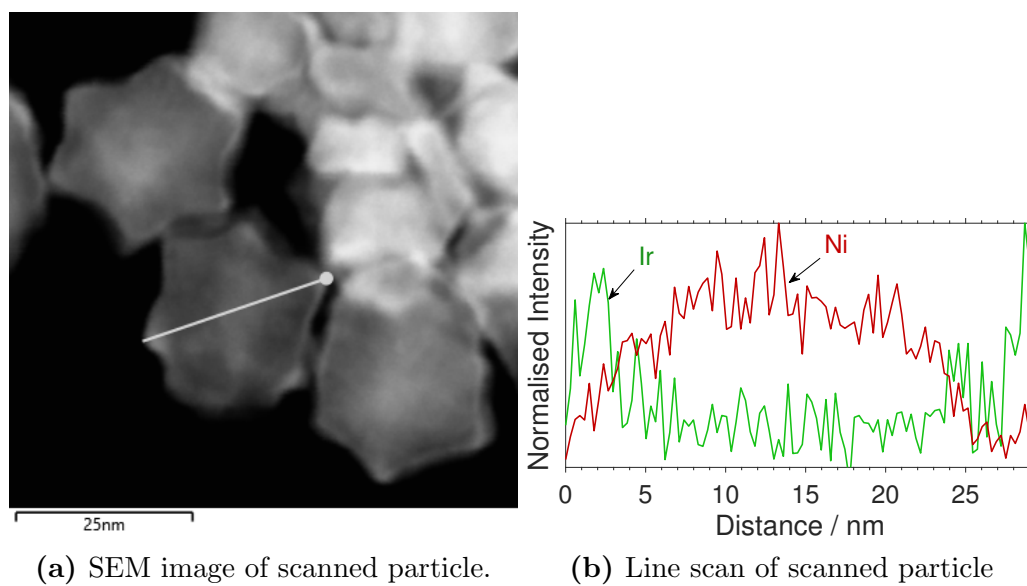 25nm
(a) SEM image of scanned particle.
Normalised Intensity
Ir
Ni
0 5 10 15 20 25
Distance / nm
(b) Line scan of scanned particle